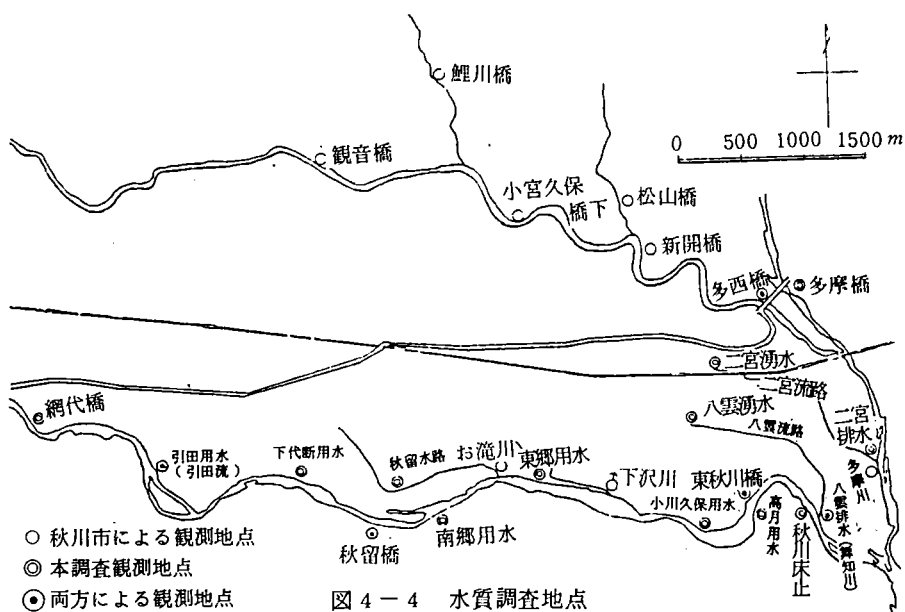 鯉川橋
0 500 1000 1500 m
観音橋
小宮久保
橋下
松山橋
新開橋
多西橋
多摩橋
二宮湧水
二宮流路
網代橋
八雲湧水
八雲流路
二宮
排水
引田用水
(引田流)
下代断用水
秋留水路
お滝川
東郷用水
下沢川
東秋川橋
多摩川
小川久保用水
高月用水
秋川床止
八雲排水(舞知川)
南郷用水
秋留橋
○ 秋川市による観測地点
◎ 本調査観測地点
両方による観測地点
図4-4 水質調査地点